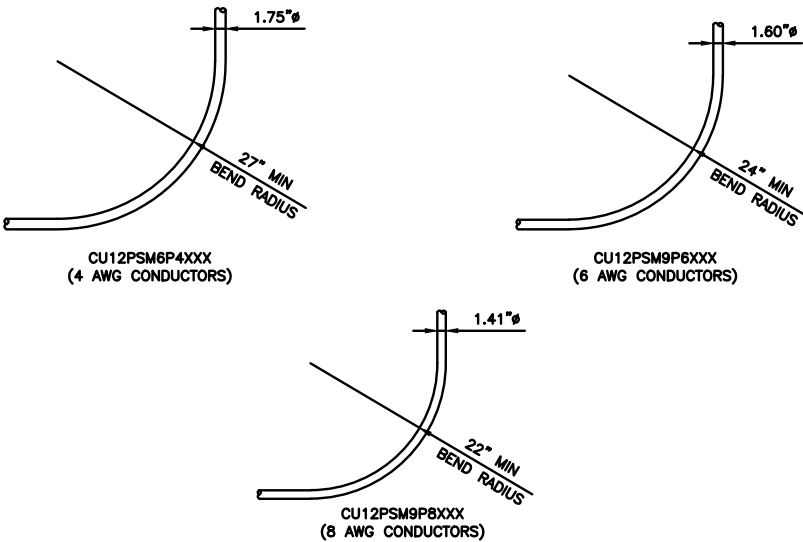 1.75"ø
27" MIN
BEND RADIUS
CU12PSM6P4XXX
(4 AWG CONDUCTORS)
1.60"ø
24" MIN
BEND RADIUS
CU12PSM9P6XXX
(6 AWG CONDUCTORS)
1.41"ø
22" MIN
BEND RADIUS
CU12PSM9P8XXX
(8 AWG CONDUCTORS)